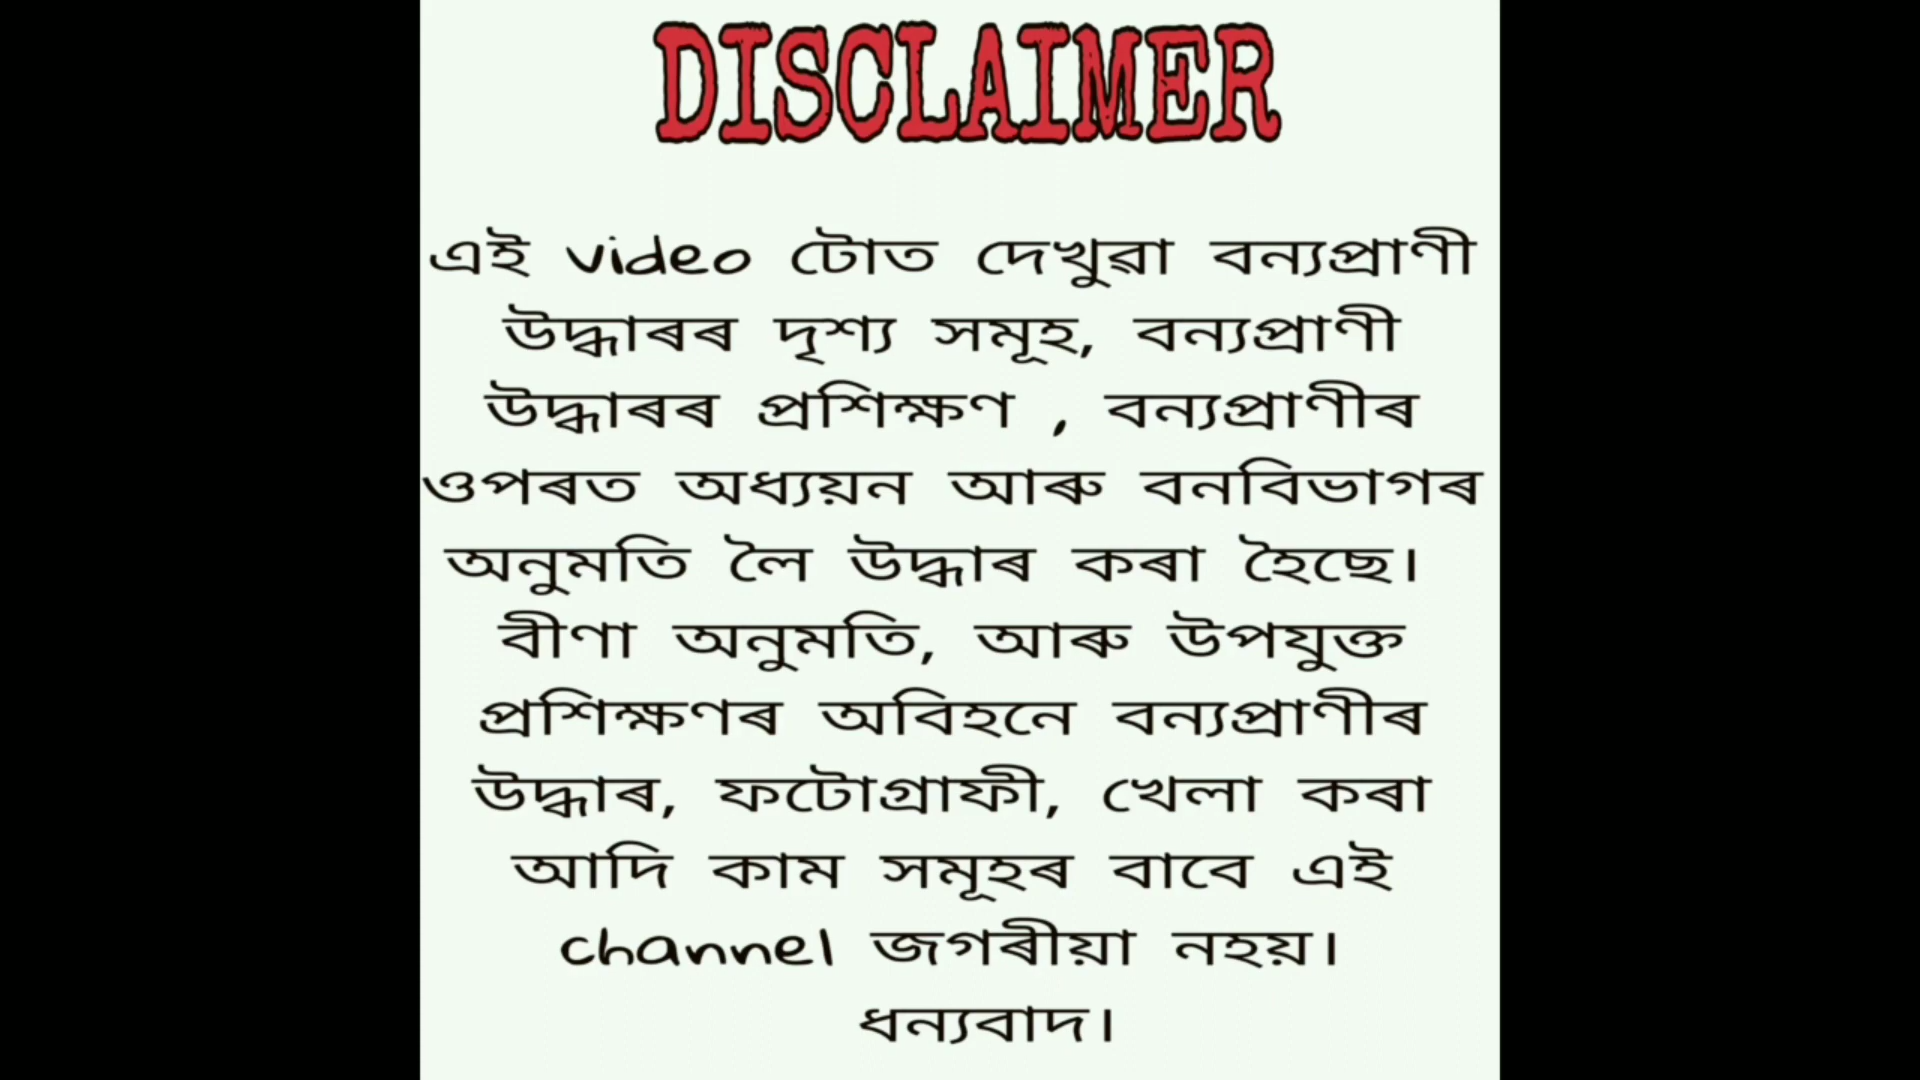 DISCLAIMER
এই video টোত দেখুৱা বন্যপ্ৰাণী
উদ্ধাৰৰ দৃশ্য সমূহ, বন্যপ্ৰাণী
উদ্ধাৰৰ প্ৰশিক্ষণ , বন্যপ্ৰাণীৰ
ওপৰত অধ্যয়ন আৰু বনবিভাগৰ
অনুমতি লৈ উদ্ধাৰ কৰা হৈছে।
বীণা অনুমতি, আৰু উপযুক্ত
প্ৰশিক্ষণৰ অবিহনে বন্যপ্ৰাণীৰ
উদ্ধাৰ, ফটোগ্ৰাফী, খেলা কৰা
আদি কাম সমূহৰ বাবে এই
channel জগৰীয়া নহয়।
ধন্যবাদ।